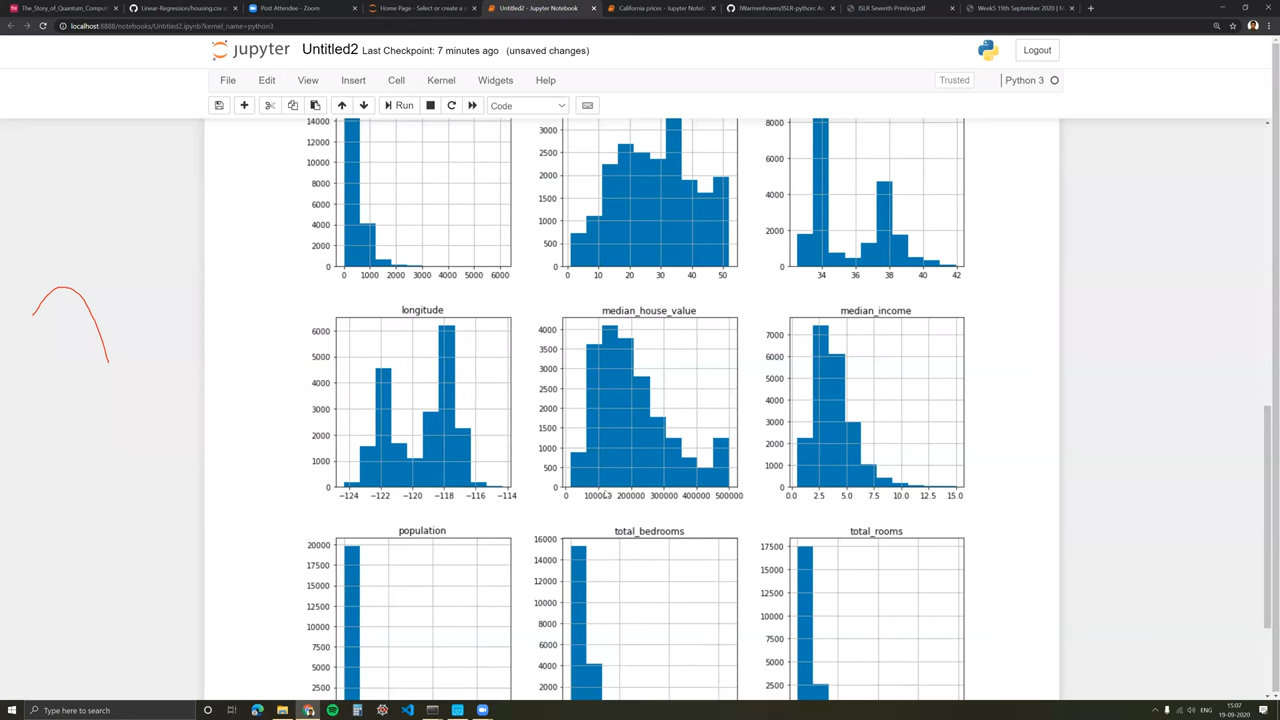 The_Story_of_Quantum_Comput
Linear-Regression/housing.csv
Post Attendee - Zoom
Home Page - Select or create a
Untitled2 - Jupyter Notebook
California prices - Jupyter Notebo
JWarmenhoven/ISLR-python: An
ISLR Seventh Printing.pdf
Week5 19th September 2020 | N
localhost:8888/notebooks/Untitled2.ipynb?kernel_name=python3
jupyter Untitled2 Last Checkpoint: 7 minutes ago (unsaved changes) Logout
File Edit View Insert Cell Kernel Widgets Help Trusted Python 3
Run Code
14000
12000
10000
8000
6000
4000
2000
0
0 1000 2000 3000 4000 5000 6000
3000
2500
2000
1500
1000
500
0
0 10 20 30 40 50
8000
6000
4000
2000
0
34 36 38 40 42
longitude
6000
5000
4000
3000
2000
1000
0
−124 −122 −120 −118 −116 −114
median_house_value
4000
3500
3000
2500
2000
1500
1000
500
0
0 100000 200000 300000 400000 500000
median_income
7000
6000
5000
4000
3000
2000
1000
0
0.0 2.5 5.0 7.5 10.0 12.5 15.0
population
20000
17500
15000
12500
10000
7500
5000
2500
total_bedrooms
16000
14000
12000
10000
8000
6000
4000
2000
total_rooms
17500
15000
12500
10000
7500
5000
2500
Type here to search
ENG
15:07
19-09-2020